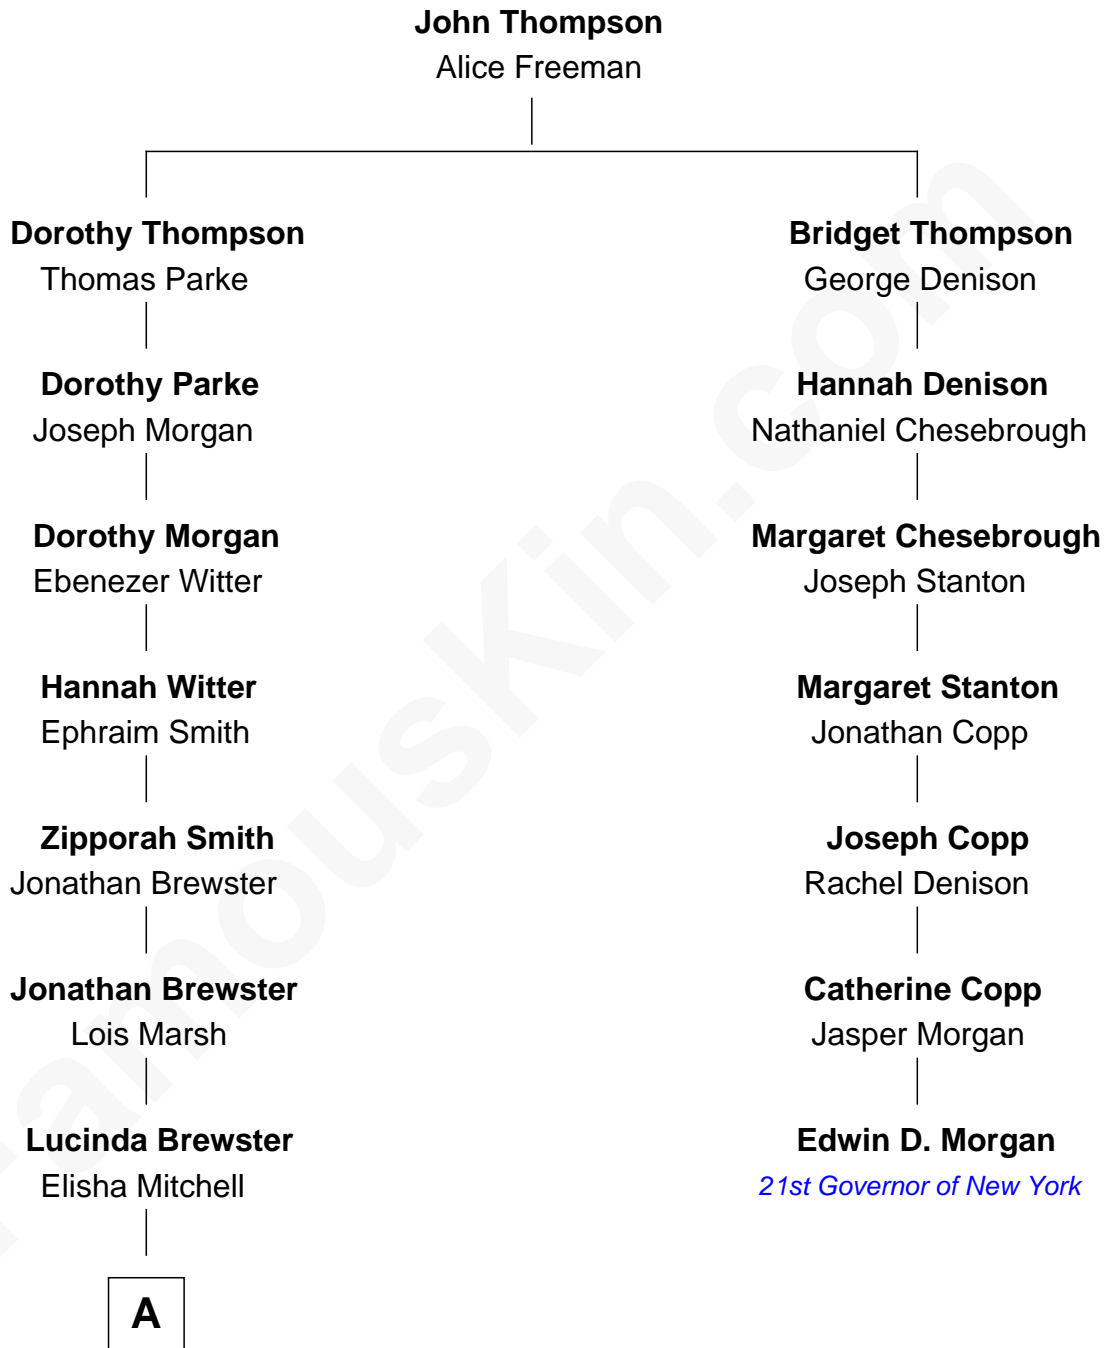 John Thompson
Alice Freeman
Dorothy Thompson
Thomas Parke
Bridget Thompson
George Denison
Dorothy Parke
Joseph Morgan
Hannah Denison
Nathaniel Chesebrough
Dorothy Morgan
Ebenezer Witter
Margaret Chesebrough
Joseph Stanton
Hannah Witter
Ephraim Smith
Margaret Stanton
Jonathan Copp
Zipporah Smith
Jonathan Brewster
Joseph Copp
Rachel Denison
Jonathan Brewster
Lois Marsh
Catherine Copp
Jasper Morgan
Lucinda Brewster
Elisha Mitchell
Edwin D. Morgan
21st Governor of New York
A
FamousKin.com